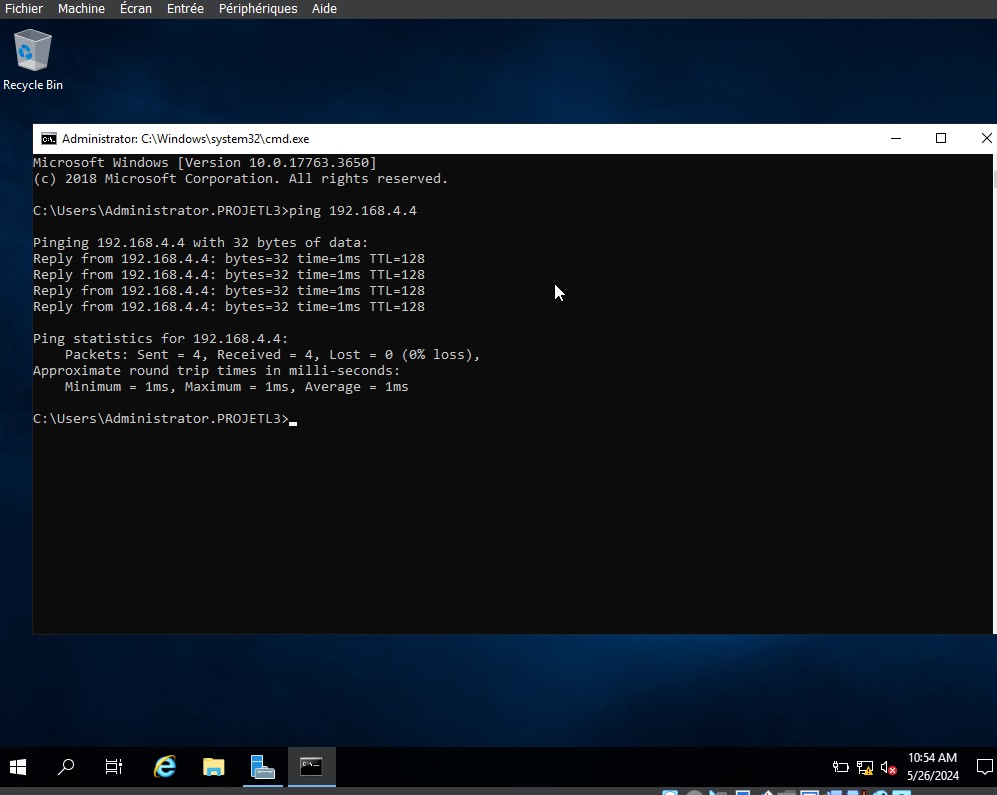 Fichier Machine Écran Entrée Périphériques Aide
Recycle Bin
Administrator: C:\Windows\system32\cmd.exe
Microsoft Windows [Version 10.0.17763.3650]
(c) 2018 Microsoft Corporation. All rights reserved.
C:\Users\Administrator.PROJETL3>ping 192.168.4.4
Pinging 192.168.4.4 with 32 bytes of data:
Reply from 192.168.4.4: bytes=32 time=1ms TTL=128
Reply from 192.168.4.4: bytes=32 time=1ms TTL=128
Reply from 192.168.4.4: bytes=32 time=1ms TTL=128
Reply from 192.168.4.4: bytes=32 time=1ms TTL=128
Ping statistics for 192.168.4.4:
Packets: Sent = 4, Received = 4, Lost = 0 (0% loss),
Approximate round trip times in milli-seconds:
Minimum = 1ms, Maximum = 1ms, Average = 1ms
C:\Users\Administrator.PROJETL3>
10:54 AM
5/26/2024